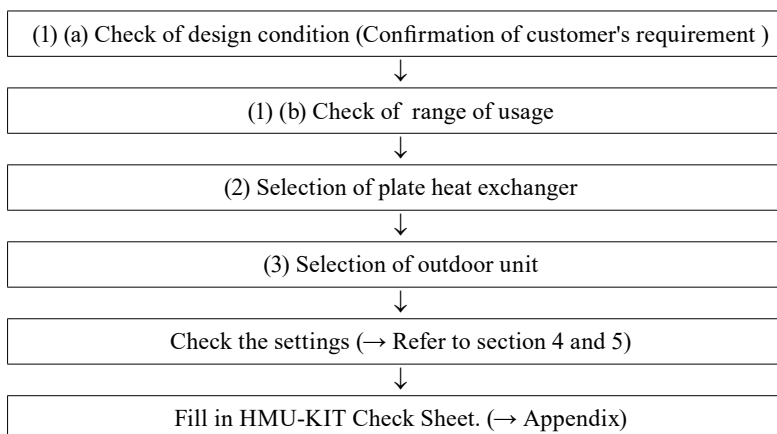 (1) (a) Check of design condition (Confirmation of customer's requirement )
↓
(1) (b) Check of range of usage
↓
(2) Selection of plate heat exchanger
↓
(3) Selection of outdoor unit
↓
Check the settings (→ Refer to section 4 and 5)
↓
Fill in HMU-KIT Check Sheet. (→ Appendix)